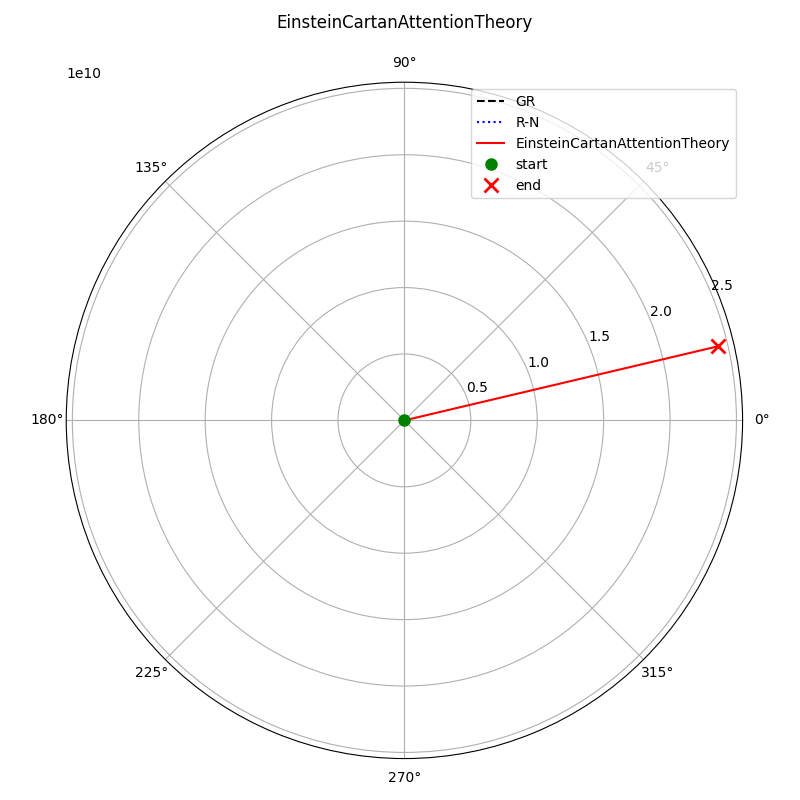 EinsteinCartanAttentionTheory
1e10
90°
GR
R-N
EinsteinCartanAttentionTheory
start
end
135°
45°
2.5
2.0
1.5
1.0
0.5
180°
0°
225°
315°
270°